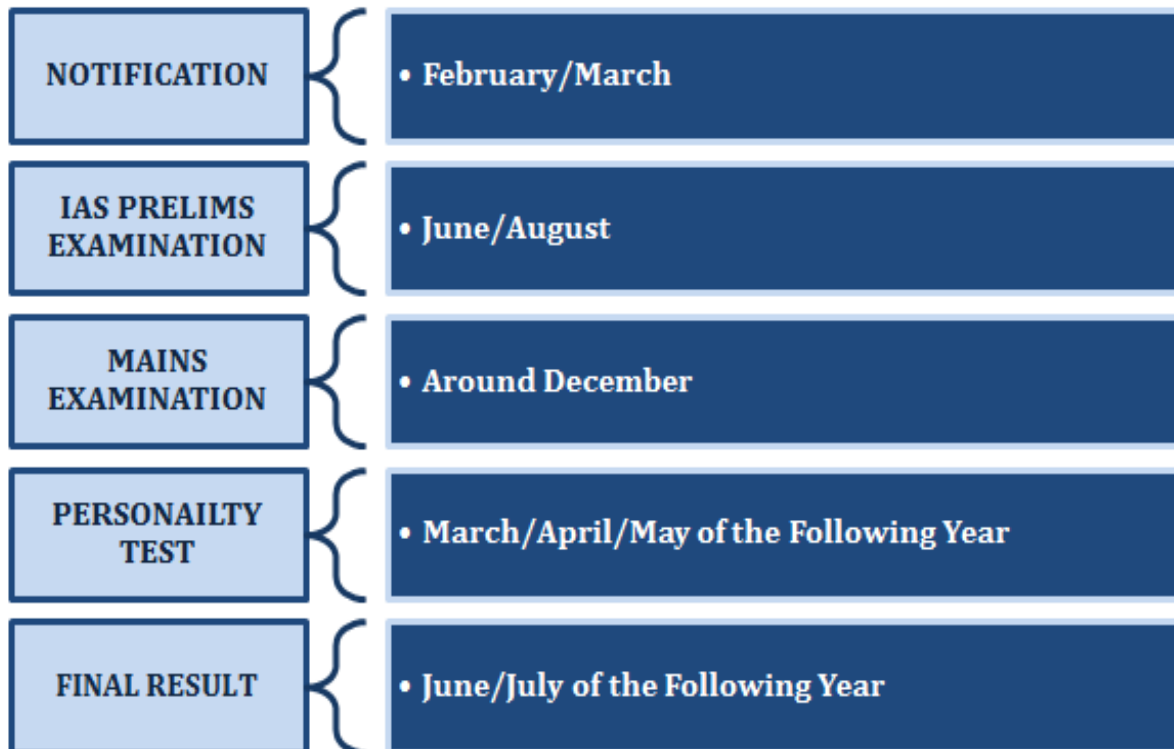 NOTIFICATION
• February/March
IAS PRELIMS
EXAMINATION
• June/August
MAINS
EXAMINATION
• Around December
PERSONAILTY
TEST
• March/April/May of the Following Year
FINAL RESULT
• June/July of the Following Year